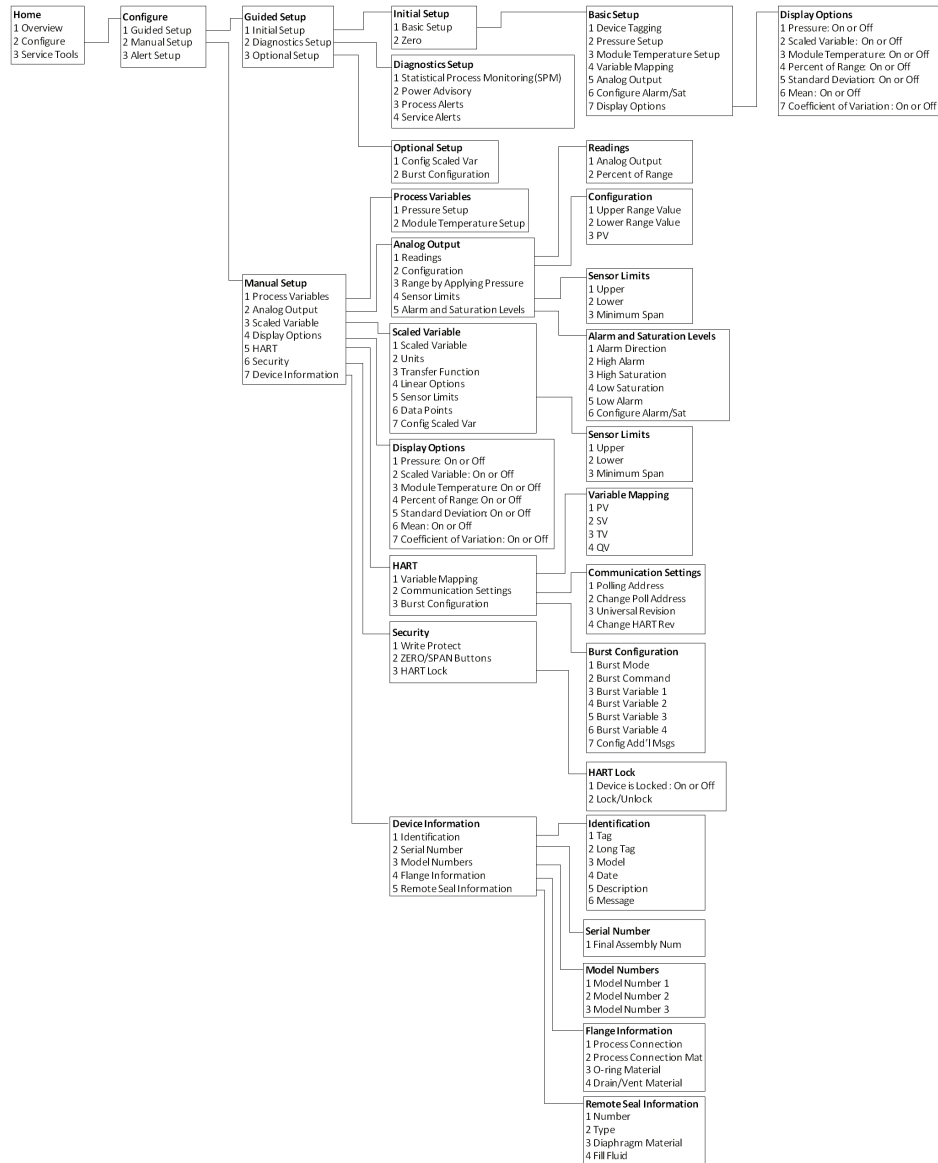 Home
1 Overview
2 Configure
3 Service Tools
Configure
1 Guided Setup
2 Manual Setup
3 Alert Setup
Guided Setup
1 Initial Setup
2 Diagnostics Setup
3 Optional Setup
Initial Setup
1 Basic Setup
2 Zero
Basic Setup
1 Device Tagging
2 Pressure Setup
3 Module Temperature Setup
4 Variable Mapping
5 Analog Output
6 Configure Alarm/Sat
7 Display Options
Display Options
1 Pressure: On or Off
2 Scaled Variable: On or Off
3 Module Temperature: On or Off
4 Percent of Range: On or Off
5 Standard Deviation: On or Off
6 Mean: On or Off
7 Coefficient of Variation : On or Off
Diagnostics Setup
1 Statistical Process Monitoring(SPM)
2 Power Advisory
3 Process Alerts
4 Service Alerts
Optional Setup
1 Config Scaled Var
2 Burst Configuration
Readings
1 Analog Output
2 Percent of Range
Process Variables
1 Pressure Setup
2 Module Temperature Setup
Configuration
1 Upper Range Value
2 Lower Range Value
3 PV
Analog Output
1 Readings
2 Configuration
3 Range by Applying Pressure
4 Sensor Limits
5 Alarm and Saturation Levels
Manual Setup
1 Process Variables
2 Analog Output
3 Scaled Variable
4 Display Options
5 HART
6 Security
7 Device Information
Sensor Limits
1 Upper
2 Lower
3 Minimum Span
Scaled Variable
1 Scaled Variable
2 Units
3 Transfer Function
4 Linear Options
5 Sensor Limits
6 Data Points
7 Config Scaled Var
Alarm and Saturation Levels
1 Alarm Direction
2 High Alarm
3 High Saturation
4 Low Saturation
5 Low Alarm
6 Configure Alarm/Sat
Sensor Limits
1 Upper
2 Lower
3 Minimum Span
Display Options
1 Pressure: On or Off
2 Scaled Variable: On or Off
3 Module Temperature: On or Off
4 Percent of Range: On or Off
5 Standard Deviation: On or Off
6 Mean: On or Off
7 Coefficient of Variation: On or Off
Variable Mapping
1 PV
2 SV
3 TV
4 QV
HART
1 Variable Mapping
2 Communication Settings
3 Burst Configuration
Communication Settings
1 Polling Address
2 Change Poll Address
3 Universal Revision
4 Change HART Rev
Security
1 Write Protect
2 ZERO/SPAN Buttons
3 HART Lock
Burst Configuration
1 Burst Mode
2 Burst Command
3 Burst Variable 1
4 Burst Variable 2
5 Burst Variable 3
6 Burst Variable 4
7 Config Add'l Msgs
HART Lock
1 Device is Locked : On or Off
2 Lock/Unlock
Device Information
1 Identification
2 Serial Number
3 Model Numbers
4 Flange Information
5 Remote Seal Information
Identification
1 Tag
2 Long Tag
3 Model
4 Date
5 Description
6 Message
Serial Number
1 Final Assembly Num
Model Numbers
1 Model Number 1
2 Model Number 2
3 Model Number 3
Flange Information
1 Process Connection
2 Process Connection Mat
3 O-ring Material
4 Drain/Vent Material
Remote Seal Information
1 Number
2 Type
3 Diaphragm Material
4 Fill Fluid